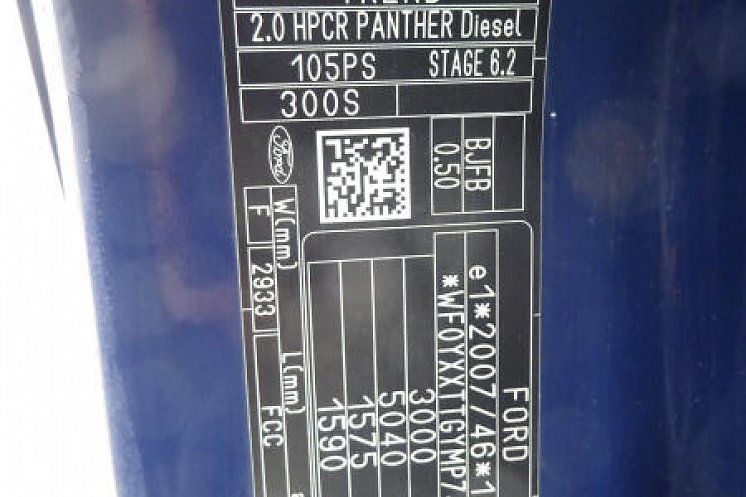 2.0 HPCR PANTHER Diesel
105PS STAGE 6.2
300S
Ford
BJFB
0.50
W(mm) L(mm)
F 2933 FCC
FORD
e1*2007/46*1
*WF0YXXTTGYMP7
3000
5040
1575
1590